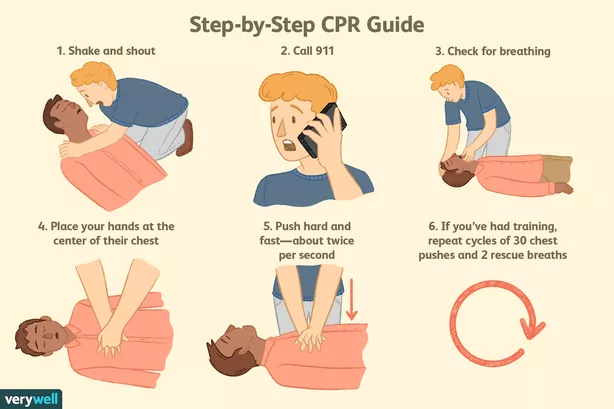 Step-by-Step CPR Guide
1. Shake and shout
2. Call 911
3. Check for breathing
4. Place your hands at the
center of their chest
5. Push hard and
fast—about twice
per second
6. If you’ve had training,
repeat cycles of 30 chest
pushes and 2 rescue breaths
verywell